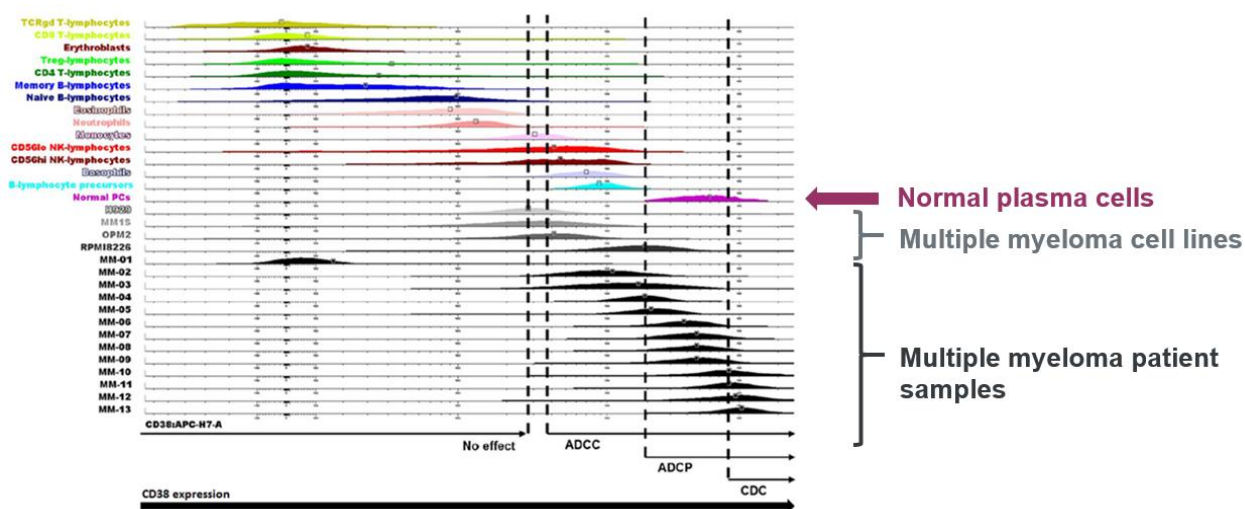 TCRgd T-lymphocytes
CD8 T-lymphocytes
Erythroblasts
Treg-lymphocytes
CD4 T-lymphocytes
Memory B-lymphocytes
Naive B-lymphocytes
Eosinophils
Neutrophils
Monocytes
CD56lo NK-lymphocytes
CD56hi NK-lymphocytes
Basophils
B-lymphocyte precursors
Normal PCs
Normal plasma cells
H929
MM1S
OPM2
RPMI8226
Multiple myeloma cell lines
MM-01
MM-02
MM-03
MM-04
MM-05
MM-06
MM-07
MM-08
MM-09
MM-10
MM-11
MM-12
MM-13
Multiple myeloma patient
samples
CD38:APC-H7-A
No effect
ADCC
ADCP
CDC
CD38 expression